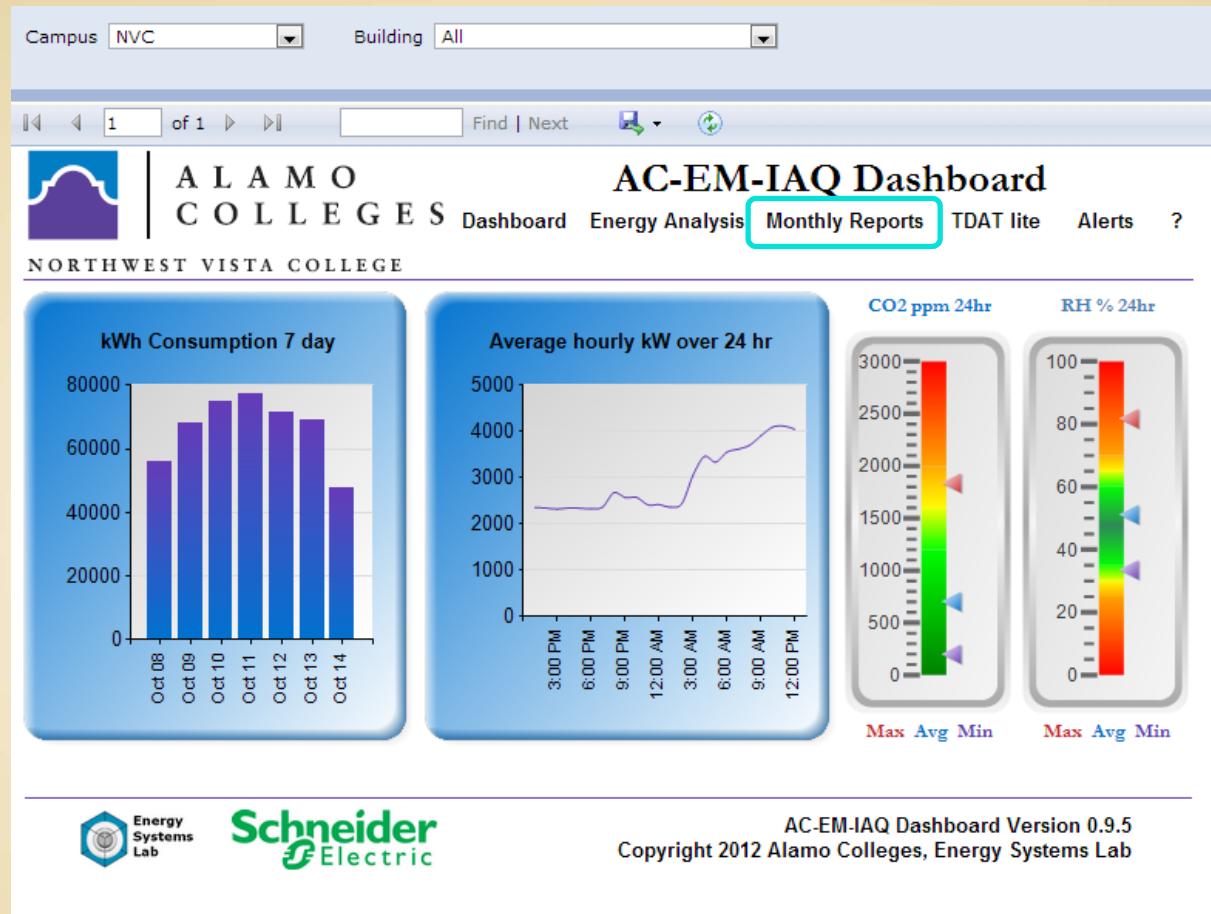 Campus NVC Building All
1 of 1 Find | Next
ALAMO
COLLEGES
NORTHWEST VISTA COLLEGE
AC-EM-IAQ Dashboard
Dashboard Energy Analysis Monthly Reports TDAT lite Alerts ?
kWh Consumption 7 day
80000
60000
40000
20000
0
Oct 08 Oct 09 Oct 10 Oct 11 Oct 12 Oct 13 Oct 14
Average hourly kW over 24 hr
5000
4000
3000
2000
1000
0
3:00 PM 6:00 PM 9:00 PM 12:00 AM 3:00 AM 6:00 AM 9:00 AM 12:00 PM
CO2 ppm 24hr
3000
2500
2000
1500
1000
500
0
Max Avg Min
RH % 24hr
100
80
60
40
20
0
Max Avg Min
Energy
Systems
Lab
Schneider
Electric
AC-EM-IAQ Dashboard Version 0.9.5
Copyright 2012 Alamo Colleges, Energy Systems Lab